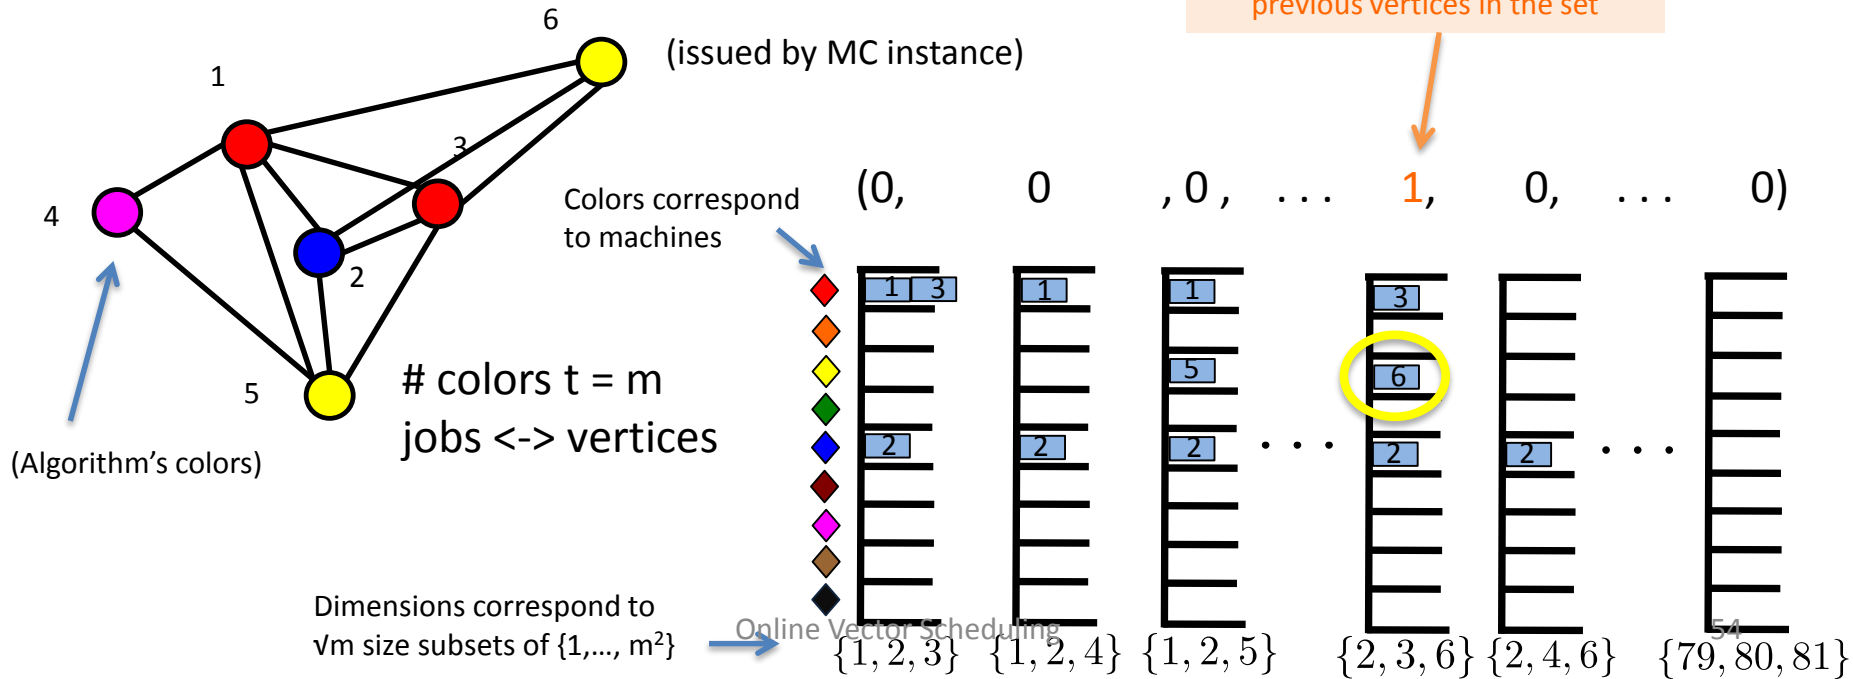 previous vertices in the set
6
(issued by MC instance)
1
3
4
2
5
Colors correspond
to machines
(0, 0 ,0 , . . . 1, 0, . . . 0)
# colors t = m
jobs <-> vertices
(Algorithm's colors)
1 3 1 1 3
5 6
2 2 2 . . . 2 2 . . .
Dimensions correspond to
√m size subsets of {1,…, m²}
Online Vector Scheduling
54
{1, 2, 3} {1, 2, 4} {1, 2, 5} {2, 3, 6} {2, 4, 6} {79, 80, 81}